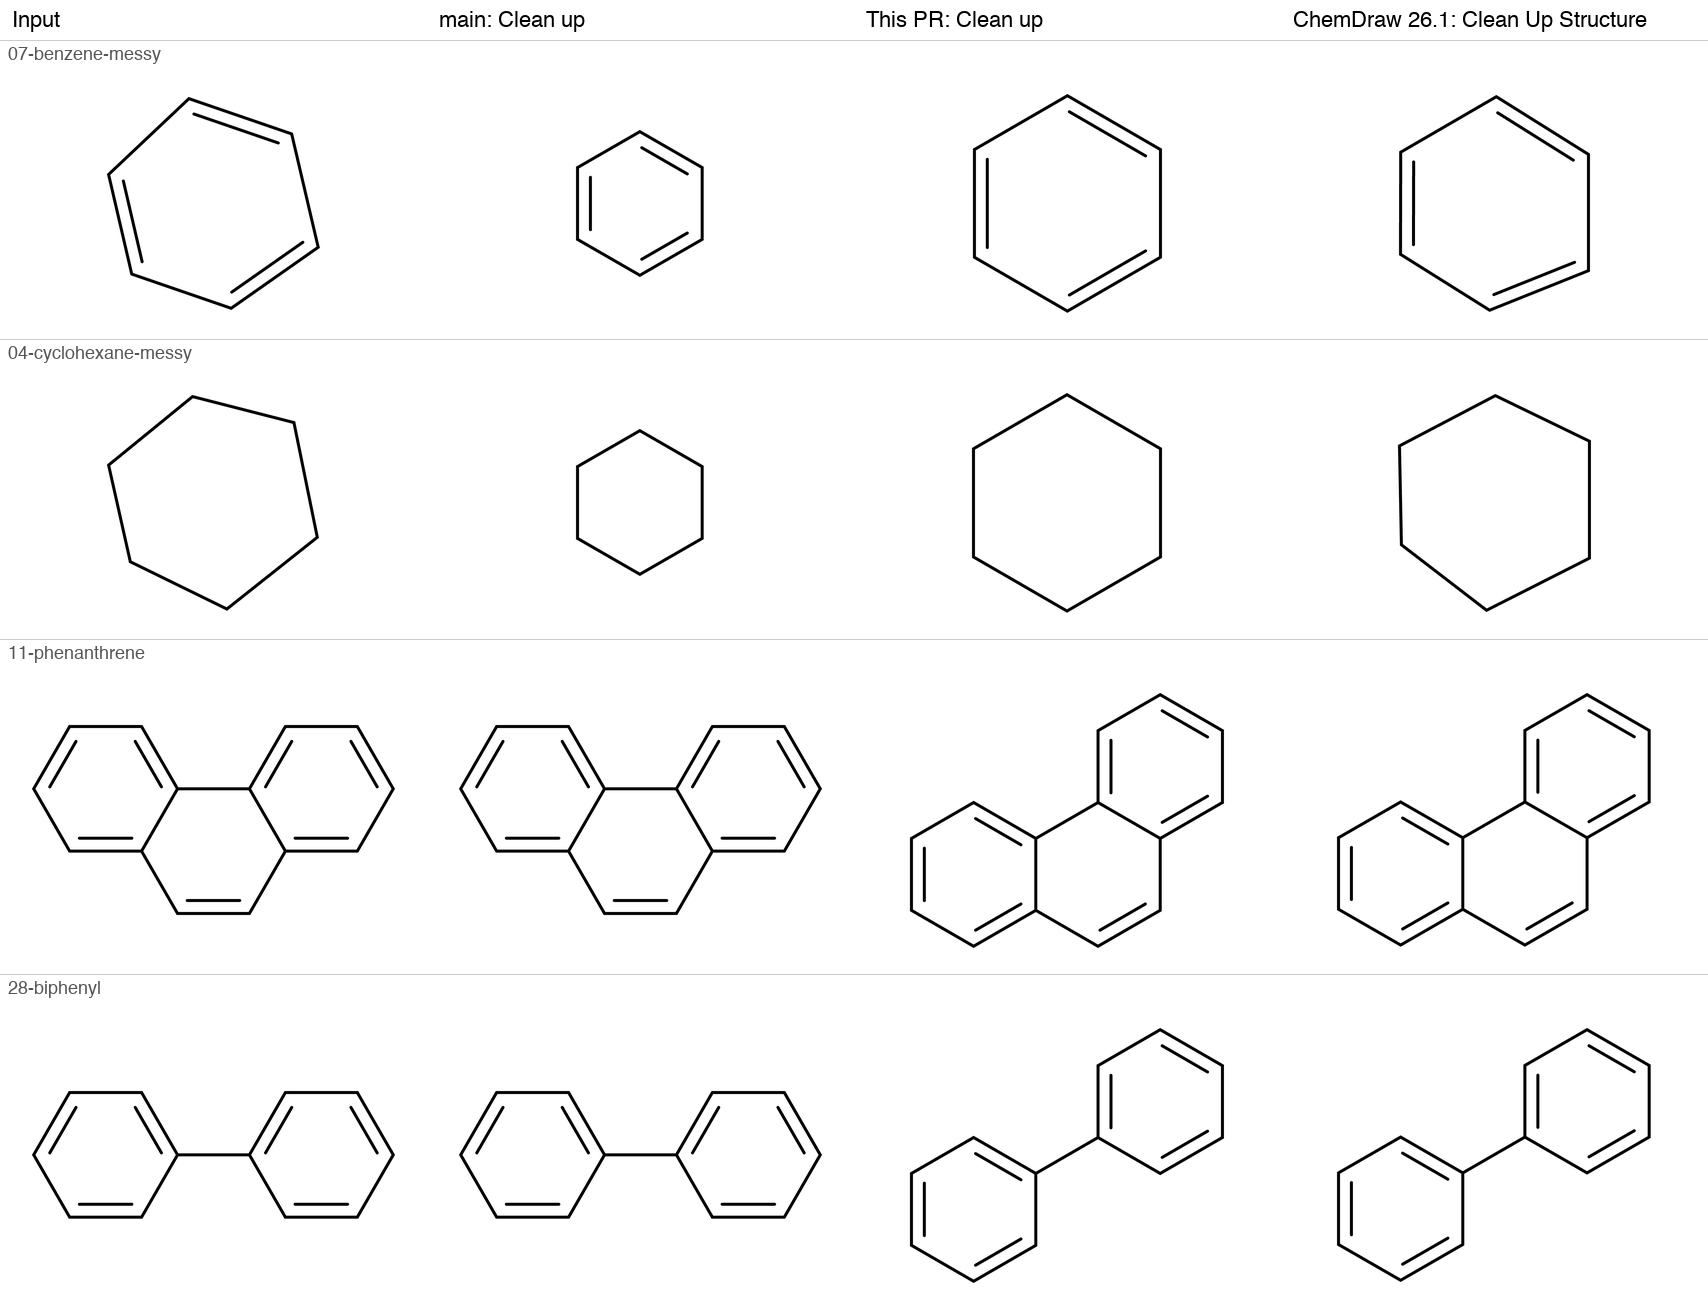 Input
main: Clean up
This PR: Clean up
ChemDraw 26.1: Clean Up Structure
07-benzene-messy
04-cyclohexane-messy
11-phenanthrene
28-biphenyl